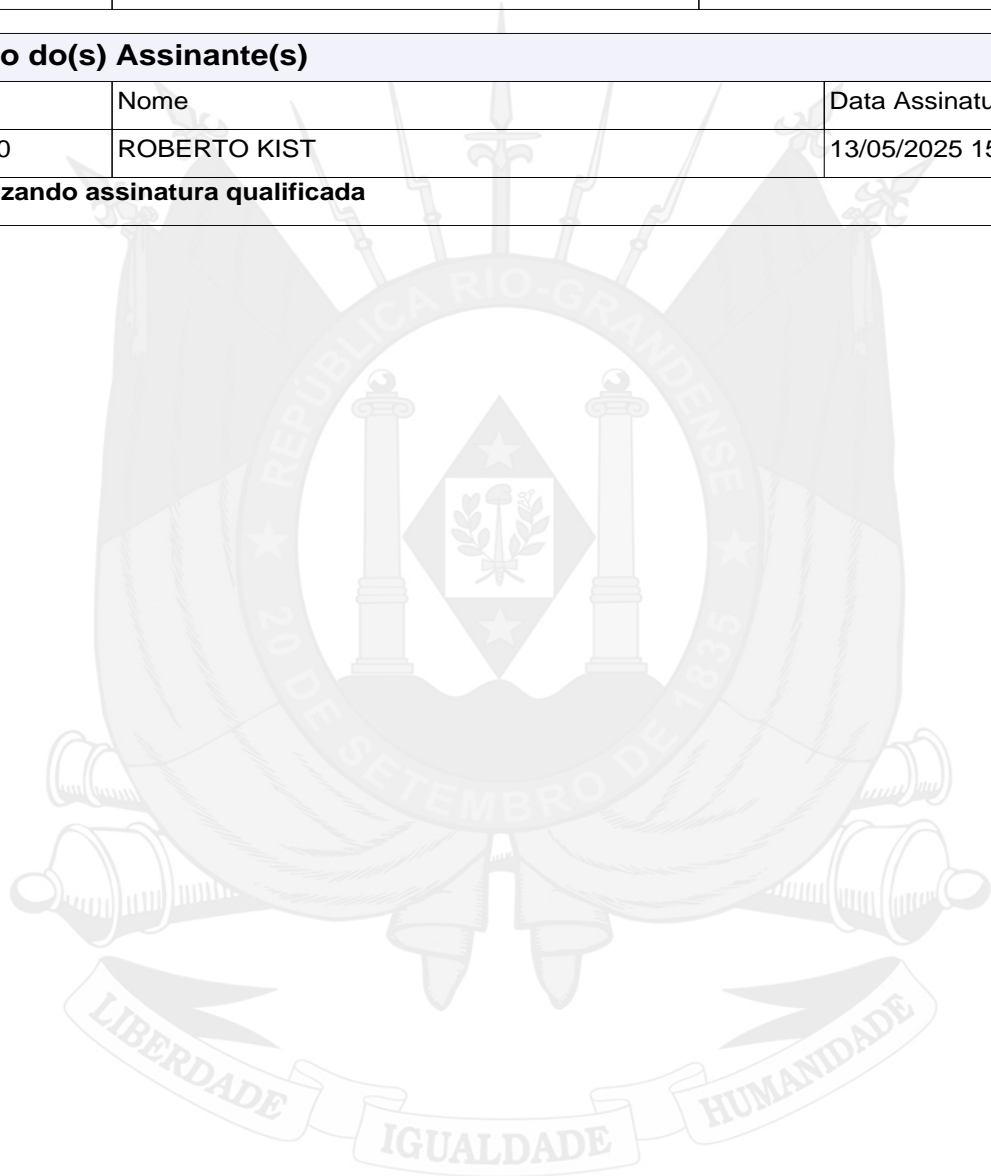 o do(s) Assinante(s)
Nome
Data Assinatu
0
ROBERTO KIST
13/05/2025 15
zando assinatura qualificada
REPÚBLICA RIO-GRANDENSE
20 DE SETEMBRO DE 1835
LIBERDADE
IGUALDADE
HUMANIDADE